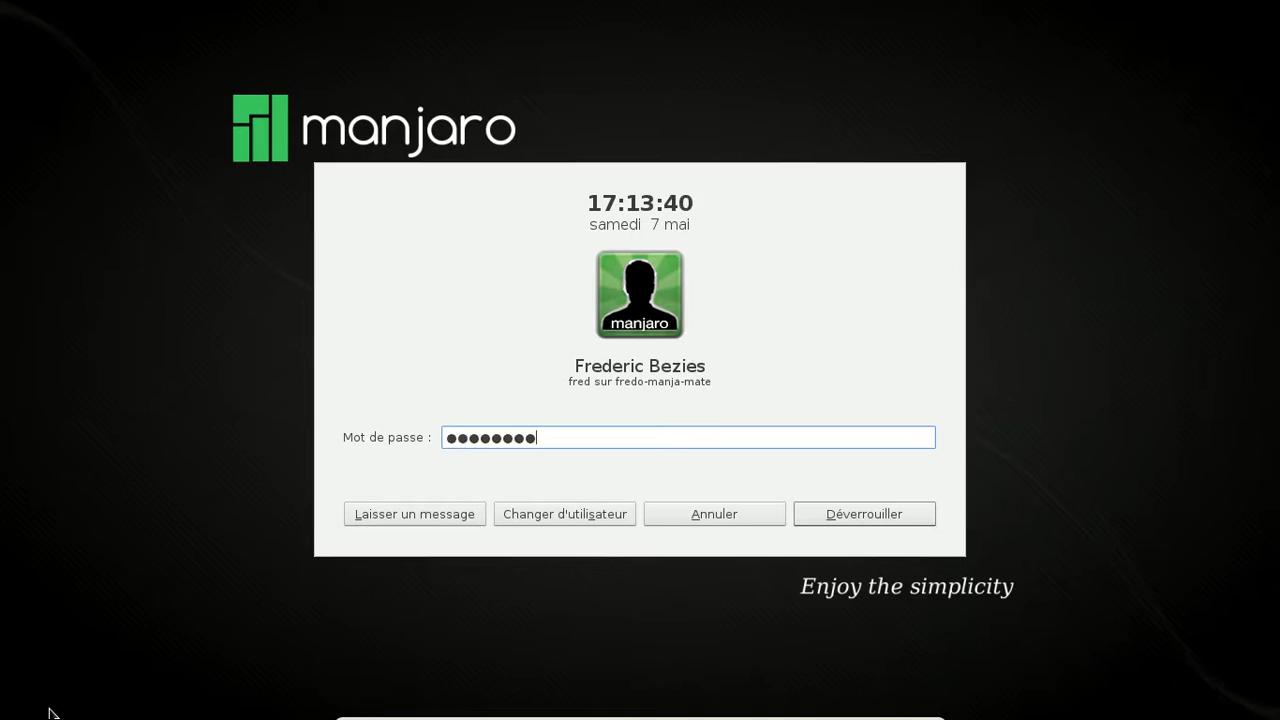 manjaro
17:13:40
samedi 7 mai
manjaro
Frederic Bezies
fred sur fredo-manja-mate
Mot de passe : ●●●●●●●●
Laisser un message Changer d'utilisateur Annuler Déverrouiller
Enjoy the simplicity